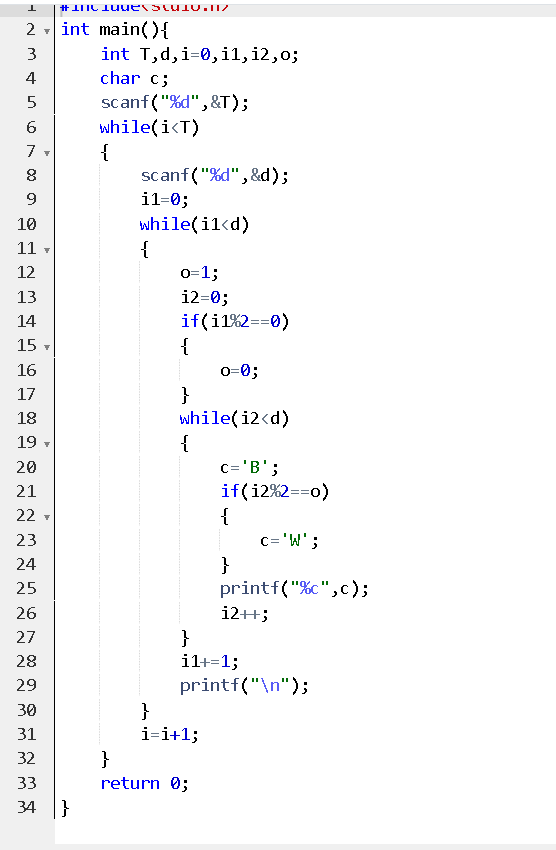 1 #include<stdio.h>
2 int main(){
3 int T,d,i=0,i1,i2,o;
4 char c;
5 scanf("%d",&T);
6 while(i<T)
7 {
8 scanf("%d",&d);
9 i1=0;
10 while(i1<d)
11 {
12 o=1;
13 i2=0;
14 if(i1%2==0)
15 {
16 o=0;
17 }
18 while(i2<d)
19 {
20 c='B';
21 if(i2%2==o)
22 {
23 c='W';
24 }
25 printf("%c",c);
26 i2++;
27 }
28 i1+=1;
29 printf("\n");
30 }
31 i=i+1;
32 }
33 return 0;
34 }